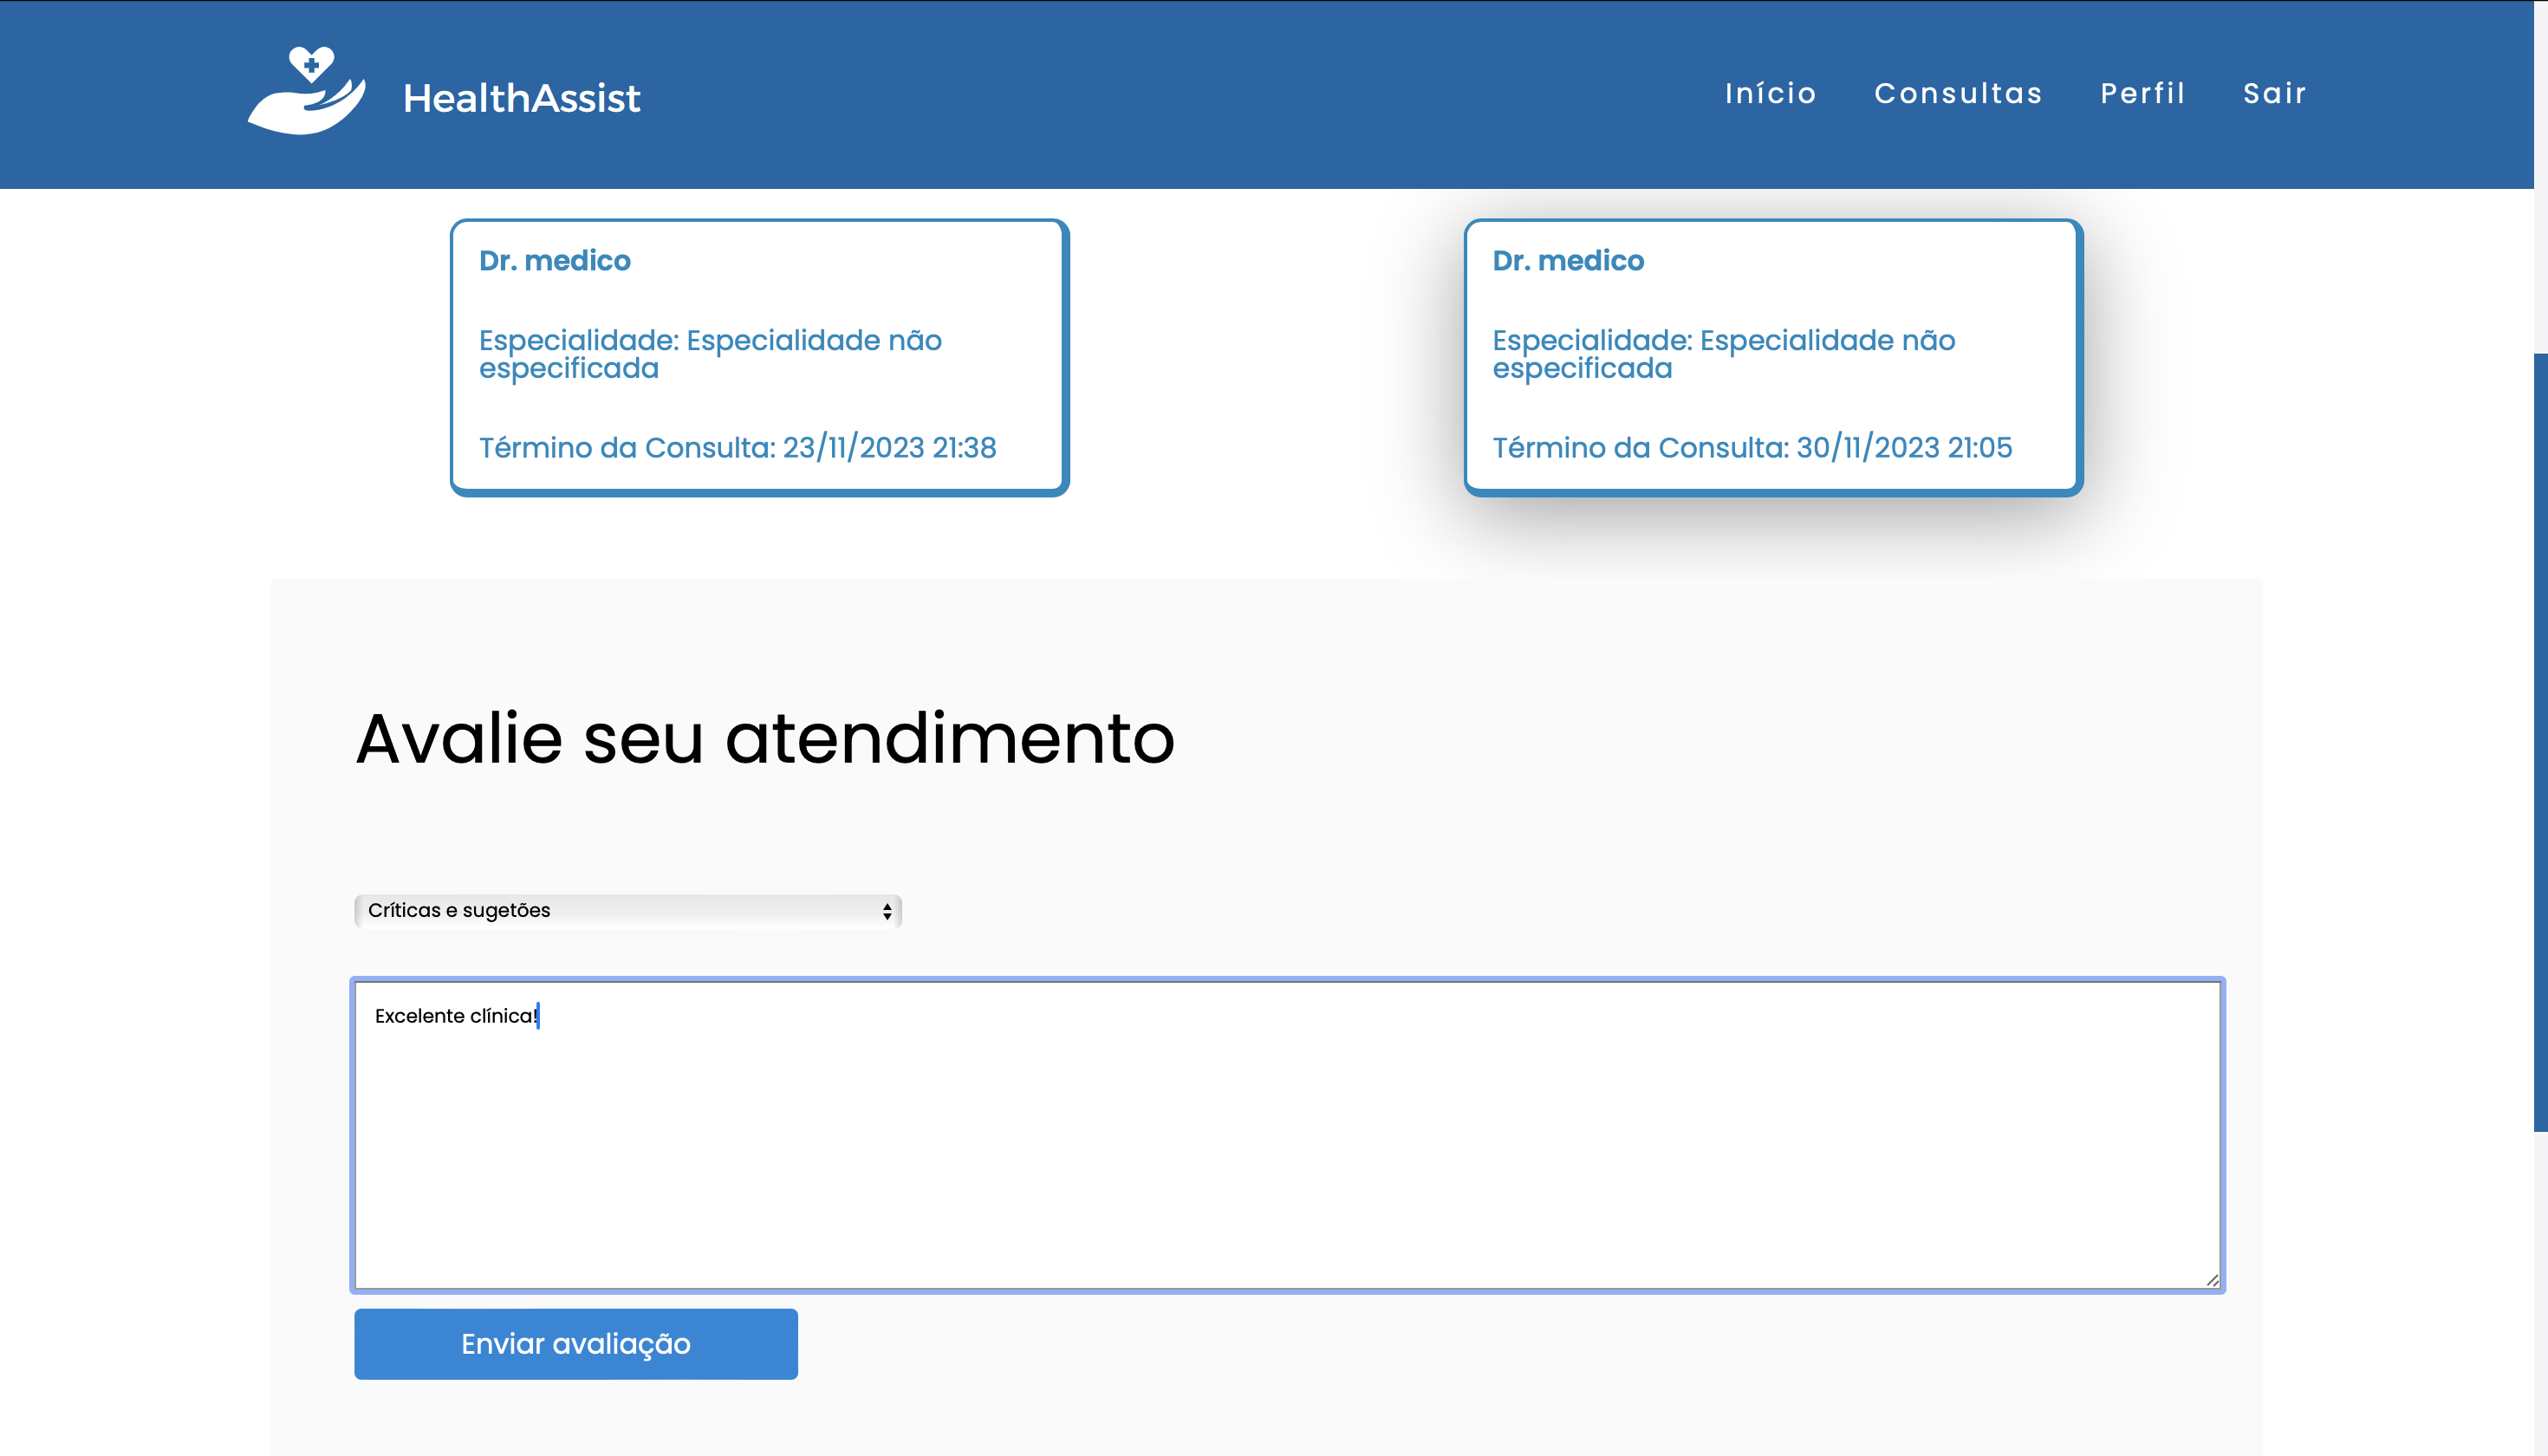 HealthAssist
Início Consultas Perfil Sair
Dr. medico
Especialidade: Especialidade não
especificada
Término da Consulta: 23/11/2023 21:38
Dr. medico
Especialidade: Especialidade não
especificada
Término da Consulta: 30/11/2023 21:05
Avalie seu atendimento
Críticas e sugetões
Excelente clínica!
Enviar avaliação